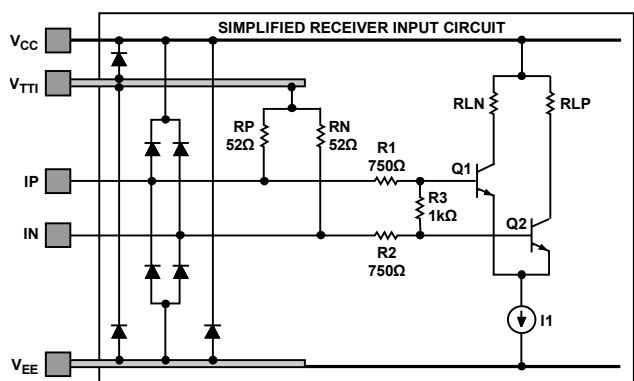 SIMPLIFIED RECEIVER INPUT CIRCUIT
VCC
VTTI
RLN
RLP
RP
52Ω
RN
52Ω
R1
750Ω
Q1
IP
R3
1kΩ
Q2
IN
R2
750Ω
I1
VEE